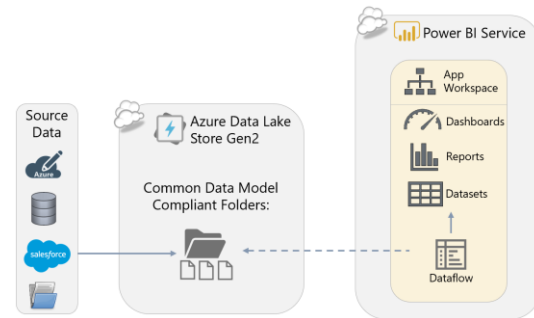 Source
Data
Azure
salesforce
Azure Data Lake
Store Gen2
Common Data Model
Compliant Folders:
Power BI Service
App
Workspace
Dashboards
Reports
Datasets
Dataflow